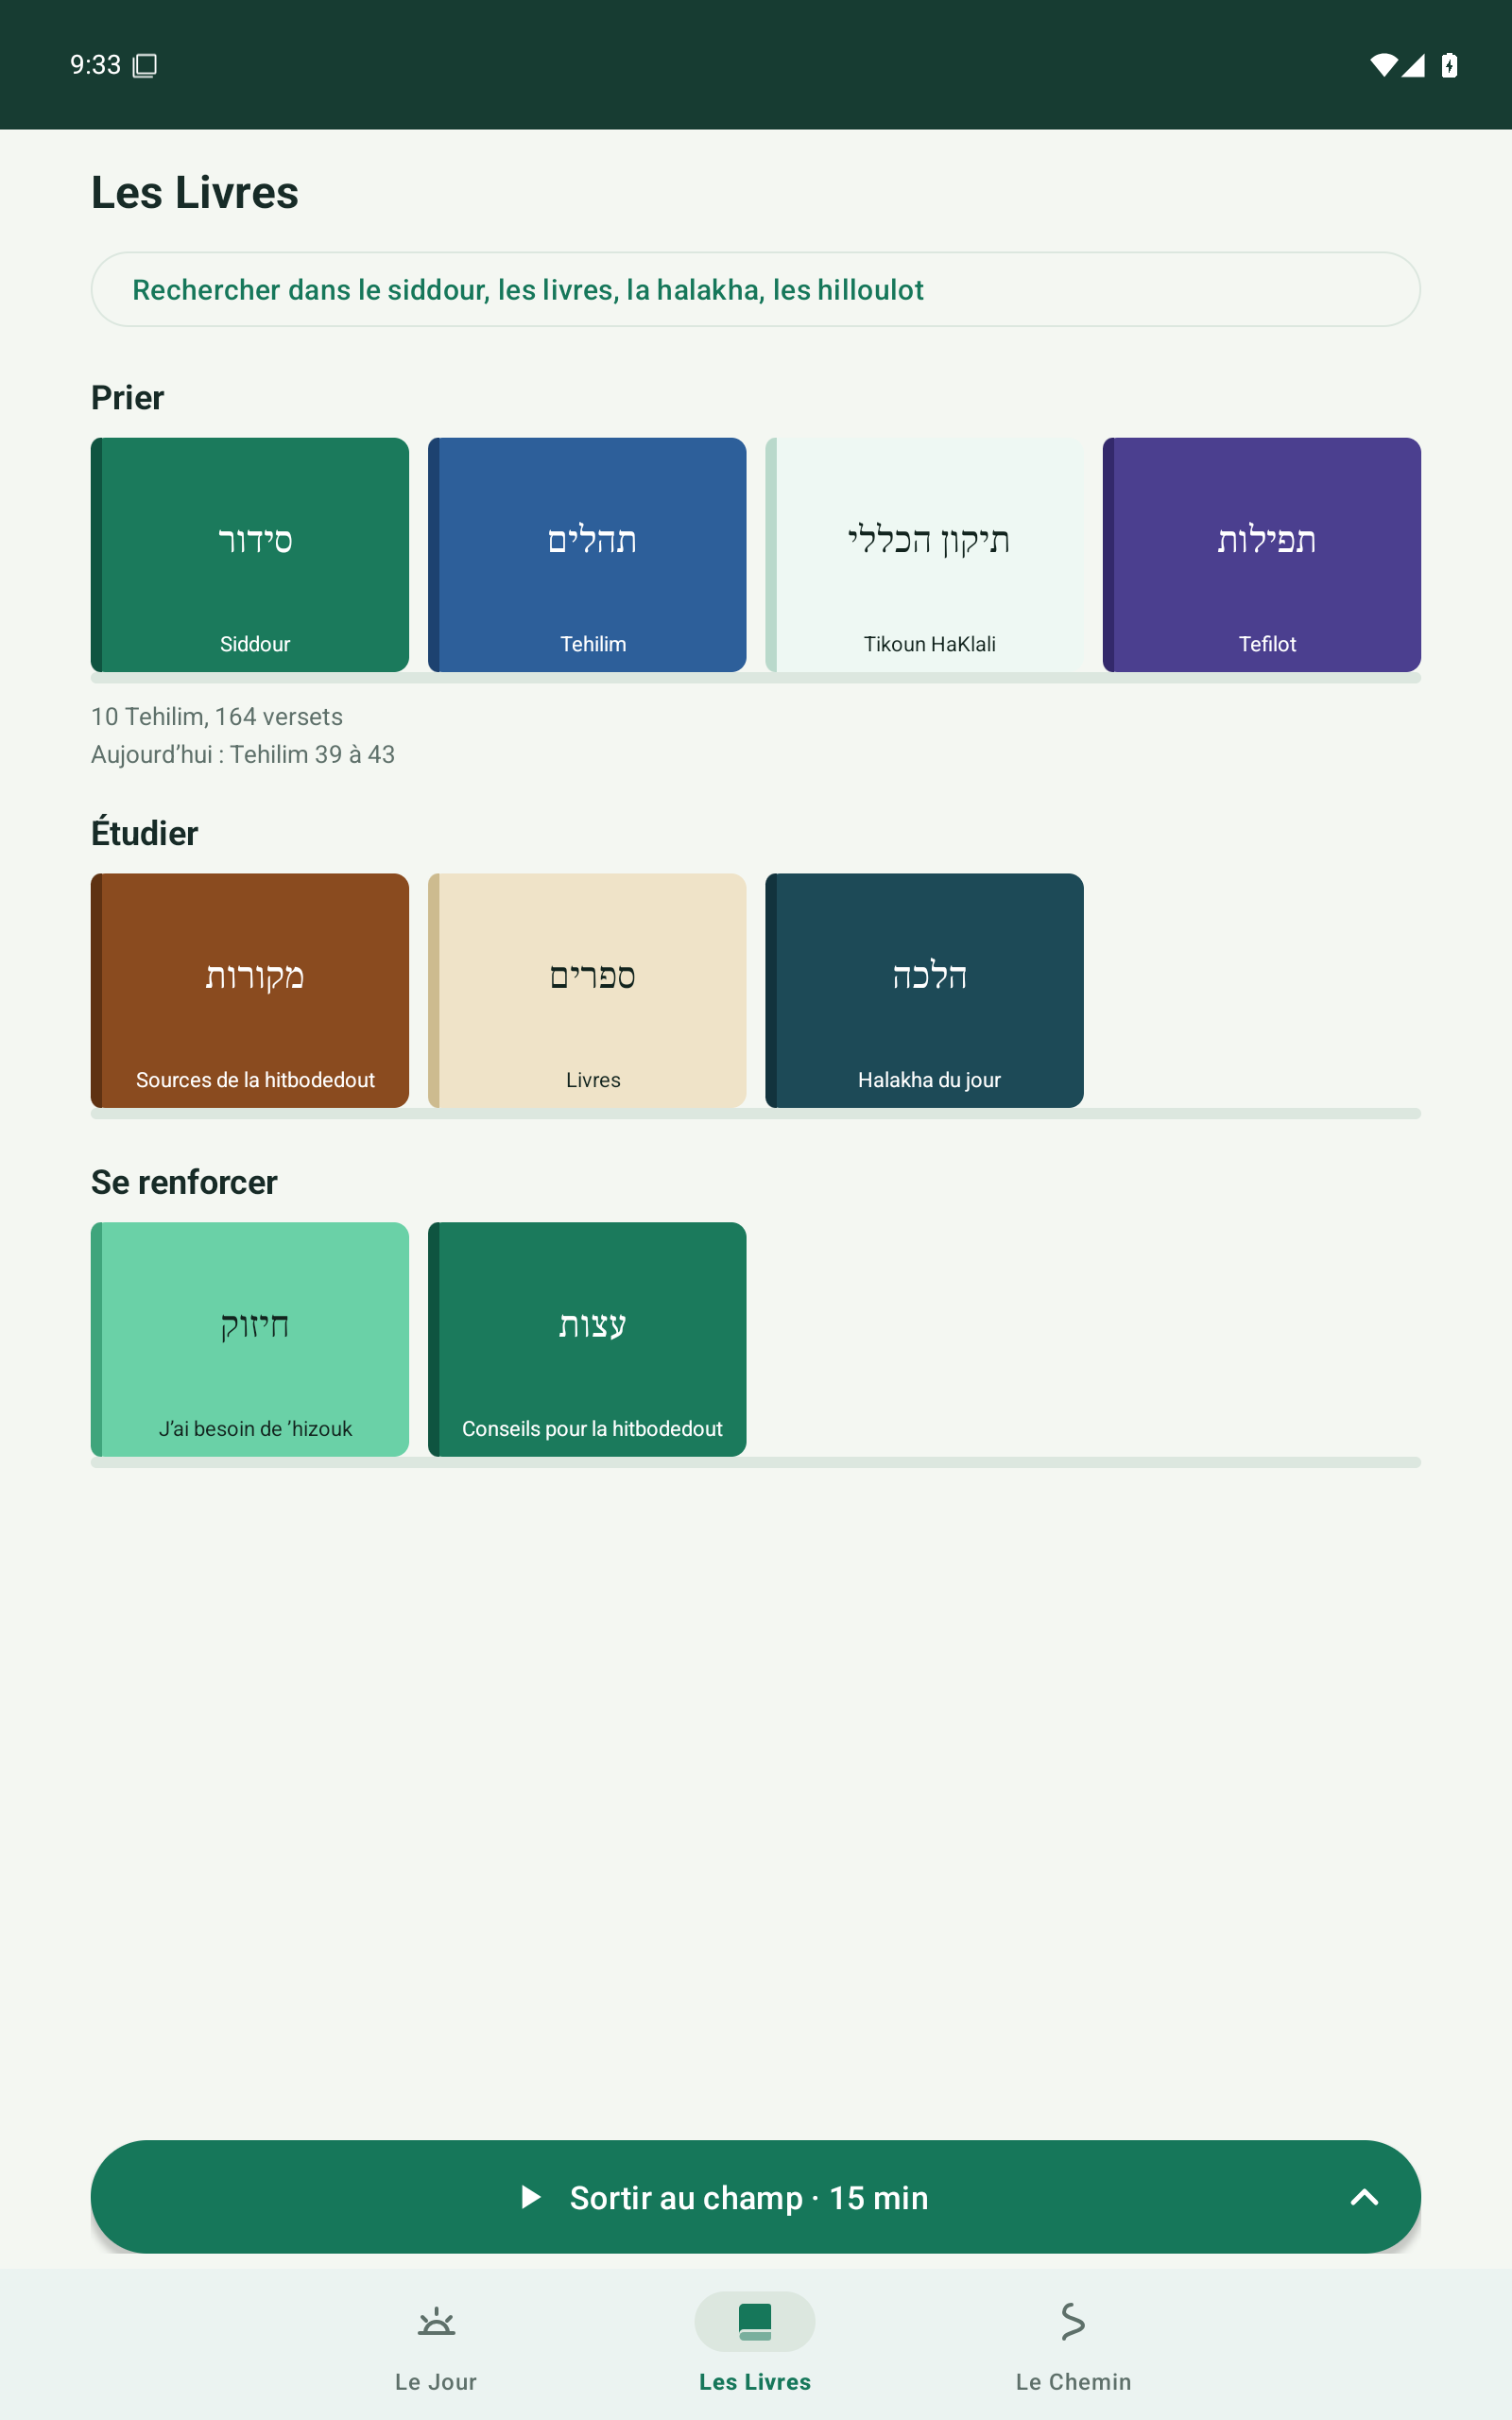 9:33
Les Livres
Rechercher dans le siddour, les livres, la halakha, les hilloulot
Prier
סידור
תהלים
תיקון הכללי
תפילות
Siddour
Tehilim
Tikoun HaKlali
Tefilot
10 Tehilim, 164 versets
Aujourd’hui : Tehilim 39 à 43
Étudier
מקורות
ספרים
הלכה
Sources de la hitbodedout
Livres
Halakha du jour
Se renforcer
חיזוק
עצות
J’ai besoin de ’hizouk
Conseils pour la hitbodedout
Sortir au champ · 15 min
Le Jour
Les Livres
Le Chemin